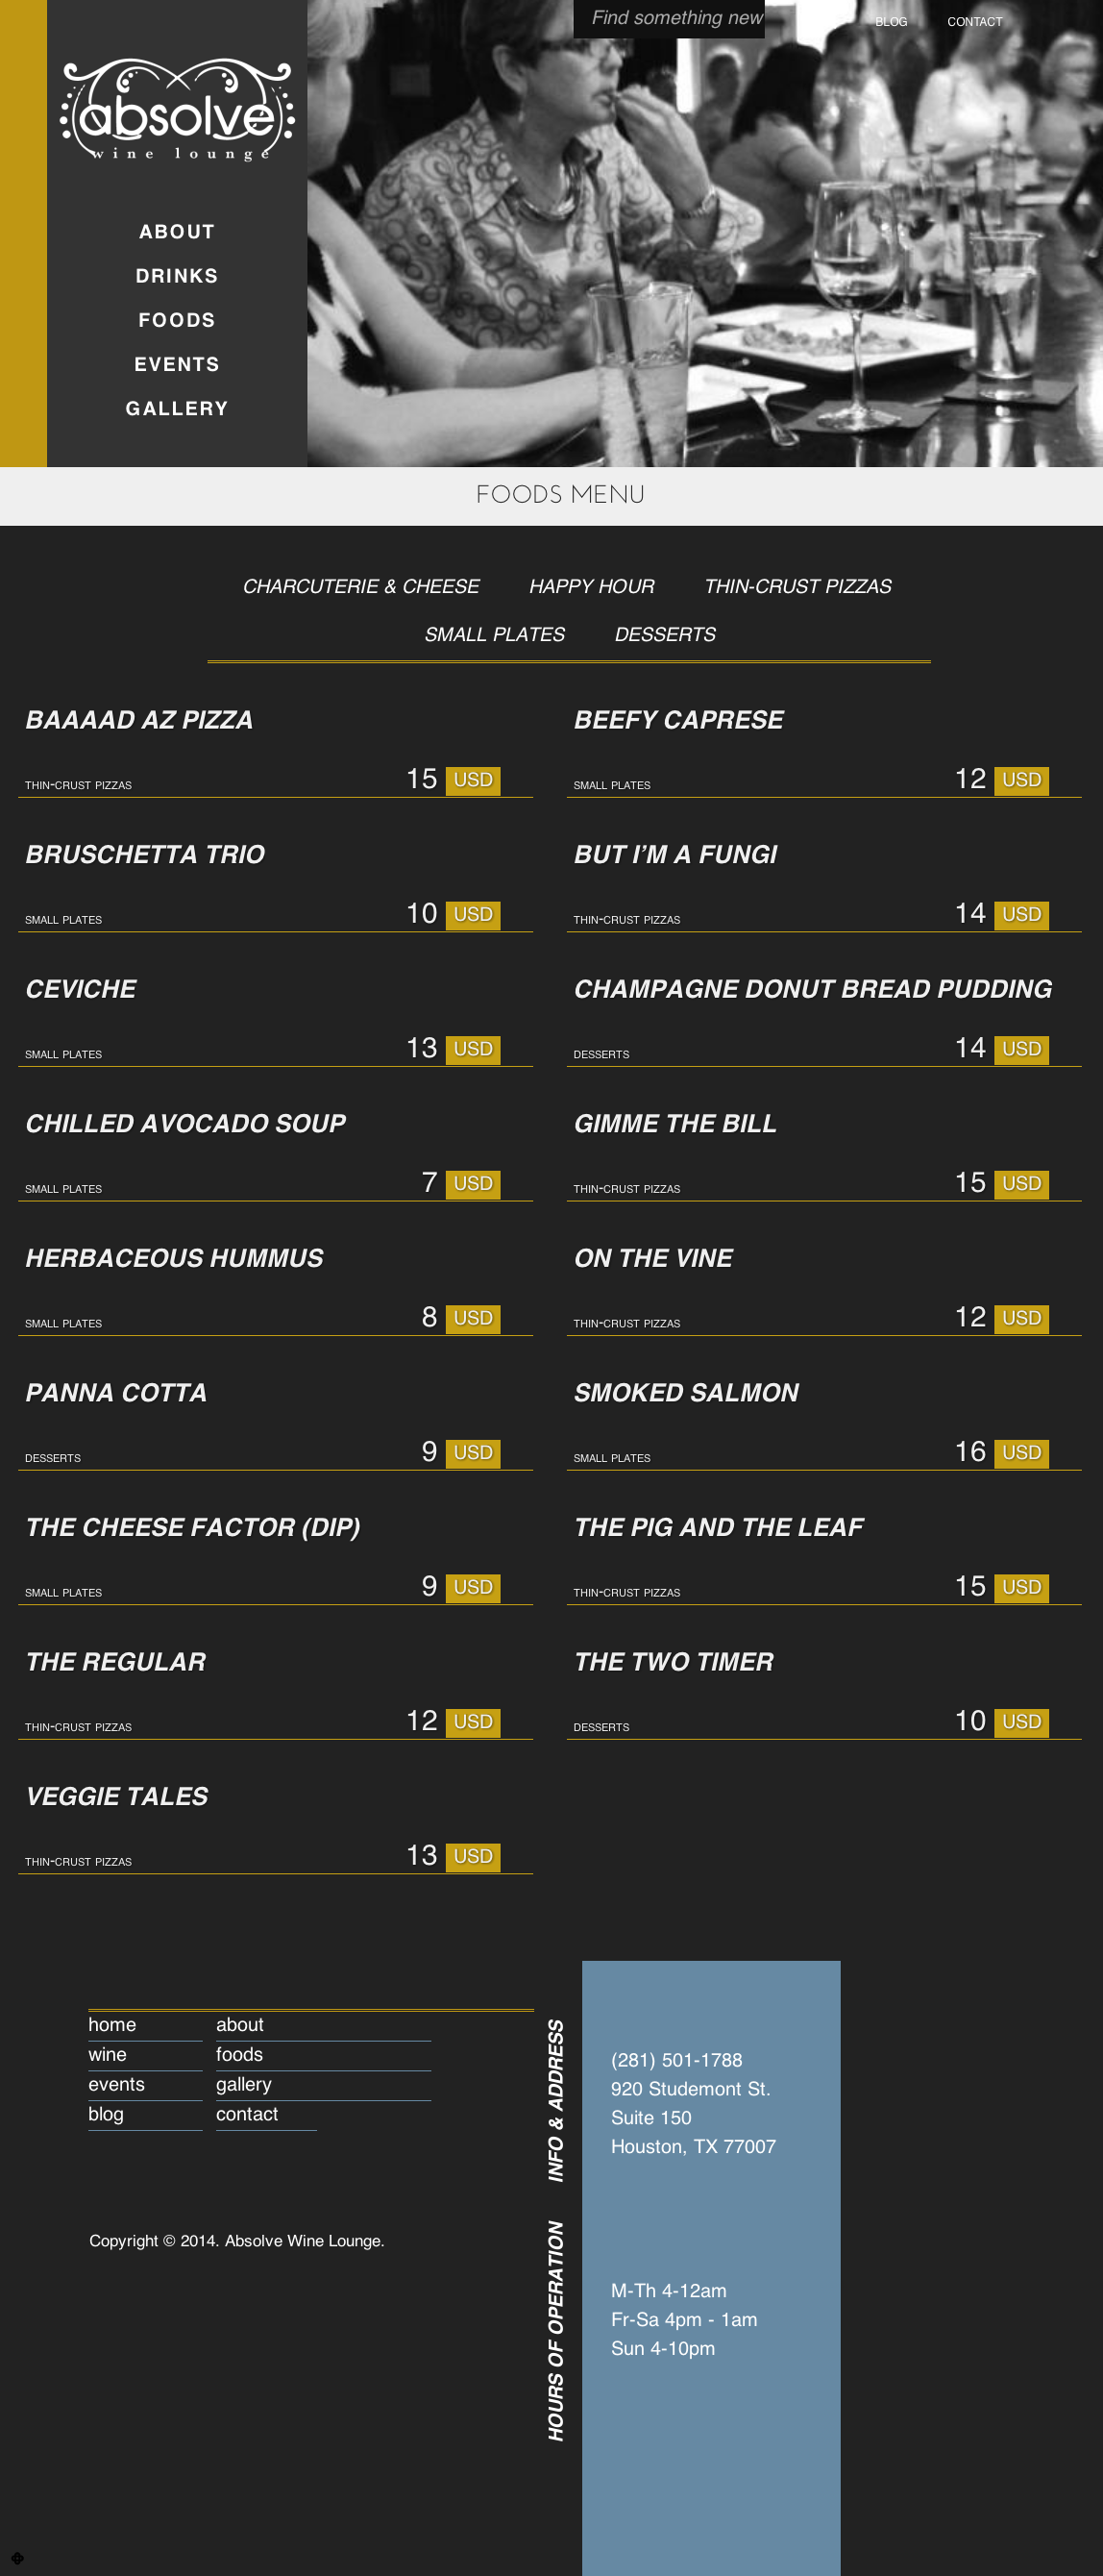 Find something new
BLOG CONTACT
absolve
wine lounge
ABOUT
DRINKS
FOODS
EVENTS
GALLERY
FOODS MENU
CHARCUTERIE & CHEESE HAPPY HOUR THIN-CRUST PIZZAS
SMALL PLATES DESSERTS
BAAAAD AZ PIZZA
THIN-CRUST PIZZAS 15 USD
BEEFY CAPRESE
SMALL PLATES 12 USD
BRUSCHETTA TRIO
SMALL PLATES 10 USD
BUT I’M A FUNGI
THIN-CRUST PIZZAS 14 USD
CEVICHE
SMALL PLATES 13 USD
CHAMPAGNE DONUT BREAD PUDDING
DESSERTS 14 USD
CHILLED AVOCADO SOUP
SMALL PLATES 7 USD
GIMME THE BILL
THIN-CRUST PIZZAS 15 USD
HERBACEOUS HUMMUS
SMALL PLATES 8 USD
ON THE VINE
THIN-CRUST PIZZAS 12 USD
PANNA COTTA
DESSERTS 9 USD
SMOKED SALMON
SMALL PLATES 16 USD
THE CHEESE FACTOR (DIP)
SMALL PLATES 9 USD
THE PIG AND THE LEAF
THIN-CRUST PIZZAS 15 USD
THE REGULAR
THIN-CRUST PIZZAS 12 USD
THE TWO TIMER
DESSERTS 10 USD
VEGGIE TALES
THIN-CRUST PIZZAS 13 USD
home about
wine foods
events gallery
blog contact
Copyright © 2014. Absolve Wine Lounge.
INFO & ADDRESS
(281) 501-1788
920 Studemont St.
Suite 150
Houston, TX 77007
HOURS OF OPERATION
M-Th 4-12am
Fr-Sa 4pm - 1am
Sun 4-10pm